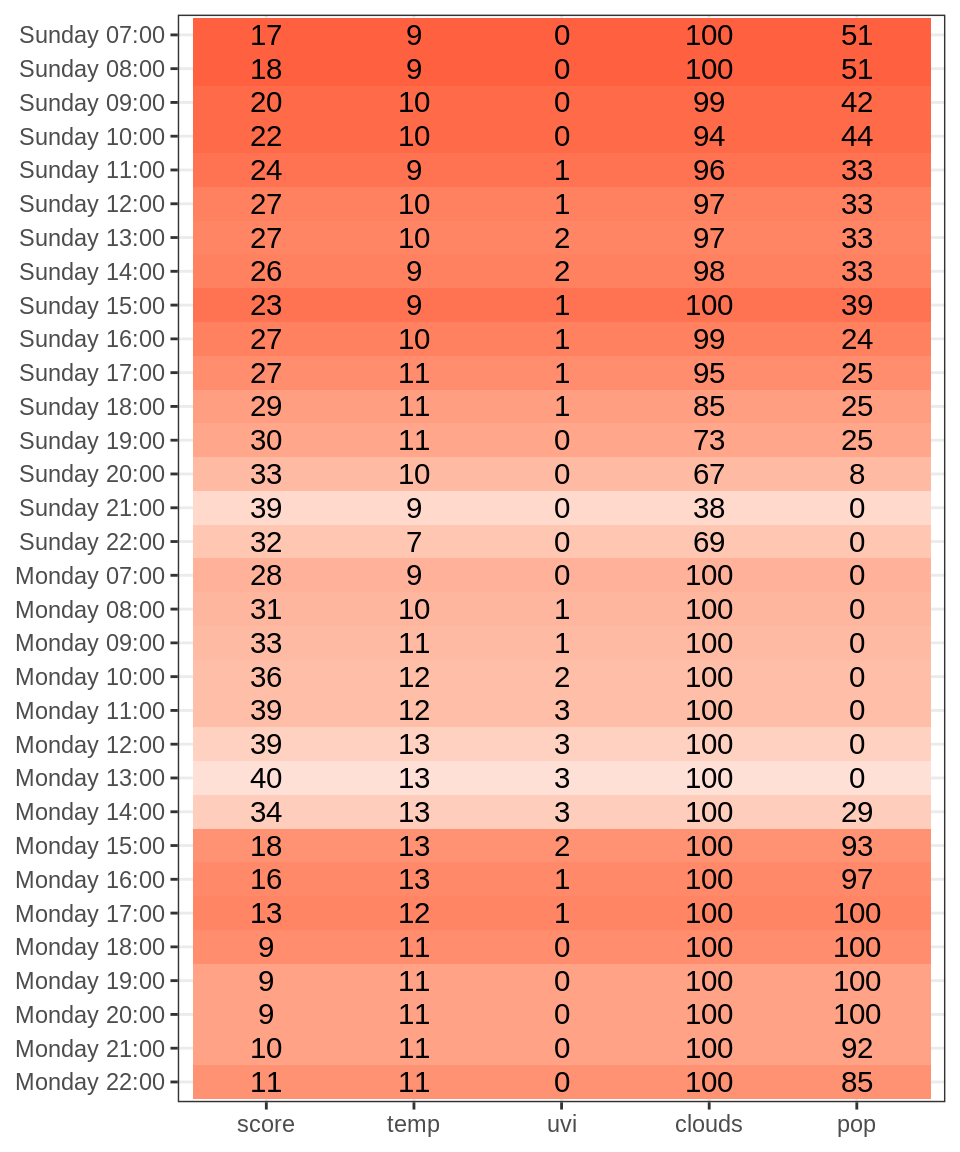 Sunday 07:00 17 9 0 100 51
Sunday 08:00 18 9 0 100 51
Sunday 09:00 20 10 0 99 42
Sunday 10:00 22 10 0 94 44
Sunday 11:00 24 9 1 96 33
Sunday 12:00 27 10 1 97 33
Sunday 13:00 27 10 2 97 33
Sunday 14:00 26 9 2 98 33
Sunday 15:00 23 9 1 100 39
Sunday 16:00 27 10 1 99 24
Sunday 17:00 27 11 1 95 25
Sunday 18:00 29 11 1 85 25
Sunday 19:00 30 11 0 73 25
Sunday 20:00 33 10 0 67 8
Sunday 21:00 39 9 0 38 0
Sunday 22:00 32 7 0 69 0
Monday 07:00 28 9 0 100 0
Monday 08:00 31 10 1 100 0
Monday 09:00 33 11 1 100 0
Monday 10:00 36 12 2 100 0
Monday 11:00 39 12 3 100 0
Monday 12:00 39 13 3 100 0
Monday 13:00 40 13 3 100 0
Monday 14:00 34 13 3 100 29
Monday 15:00 18 13 2 100 93
Monday 16:00 16 13 1 100 97
Monday 17:00 13 12 1 100 100
Monday 18:00 9 11 0 100 100
Monday 19:00 9 11 0 100 100
Monday 20:00 9 11 0 100 100
Monday 21:00 10 11 0 100 92
Monday 22:00 11 11 0 100 85
score temp uvi clouds pop